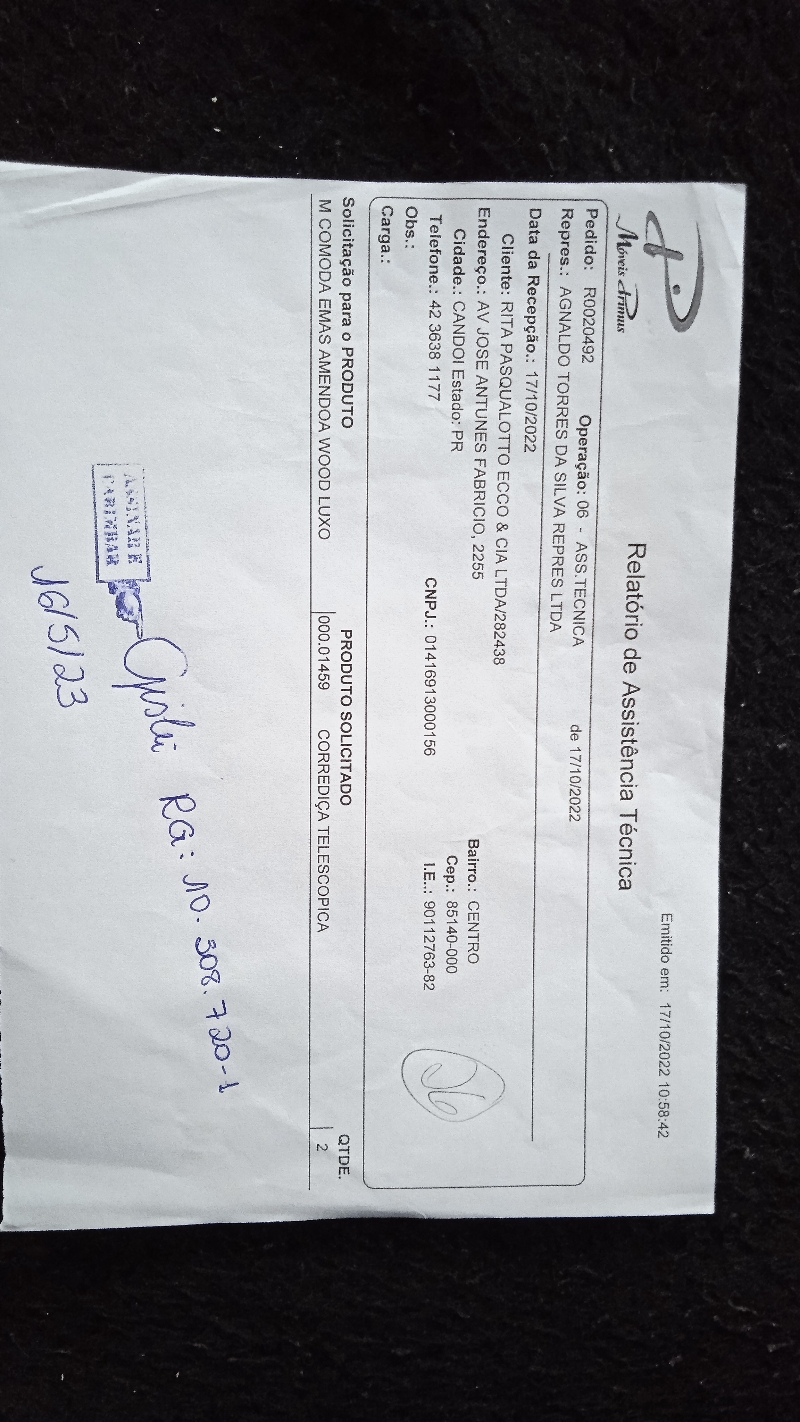 Móveis Primus
Relatório de Assistência Técnica
Emitido em: 17/10/2022 10:58:42
Pedido: R0020492 Operação: 06 - ASS.TECNICA de 17/10/2022
Repres.: AGNALDO TORRES DA SILVA REPRES LTDA
Data da Recepção.: 17/10/2022
Cliente: RITA PASQUALOTTO ECCO & CIA LTDA/282438
Endereço.: AV JOSE ANTUNES FABRICIO, 2255 Bairro.: CENTRO
Cidade.: CANDOI Estado: PR Cep.: 85140-000
Telefone.: 42 3638 1177 CNPJ.: 01416913000156 I.E..: 90112763-82
Obs.:
Carga.:
Solicitação para o PRODUTO PRODUTO SOLICITADO QTDE.
M COMODA EMAS AMENDOA WOOD LUXO 000.01459 CORREDIÇA TELESCOPICA 2
ASSINAR E
CARIMBAR
RG: 10.308.720-1
16/5/23